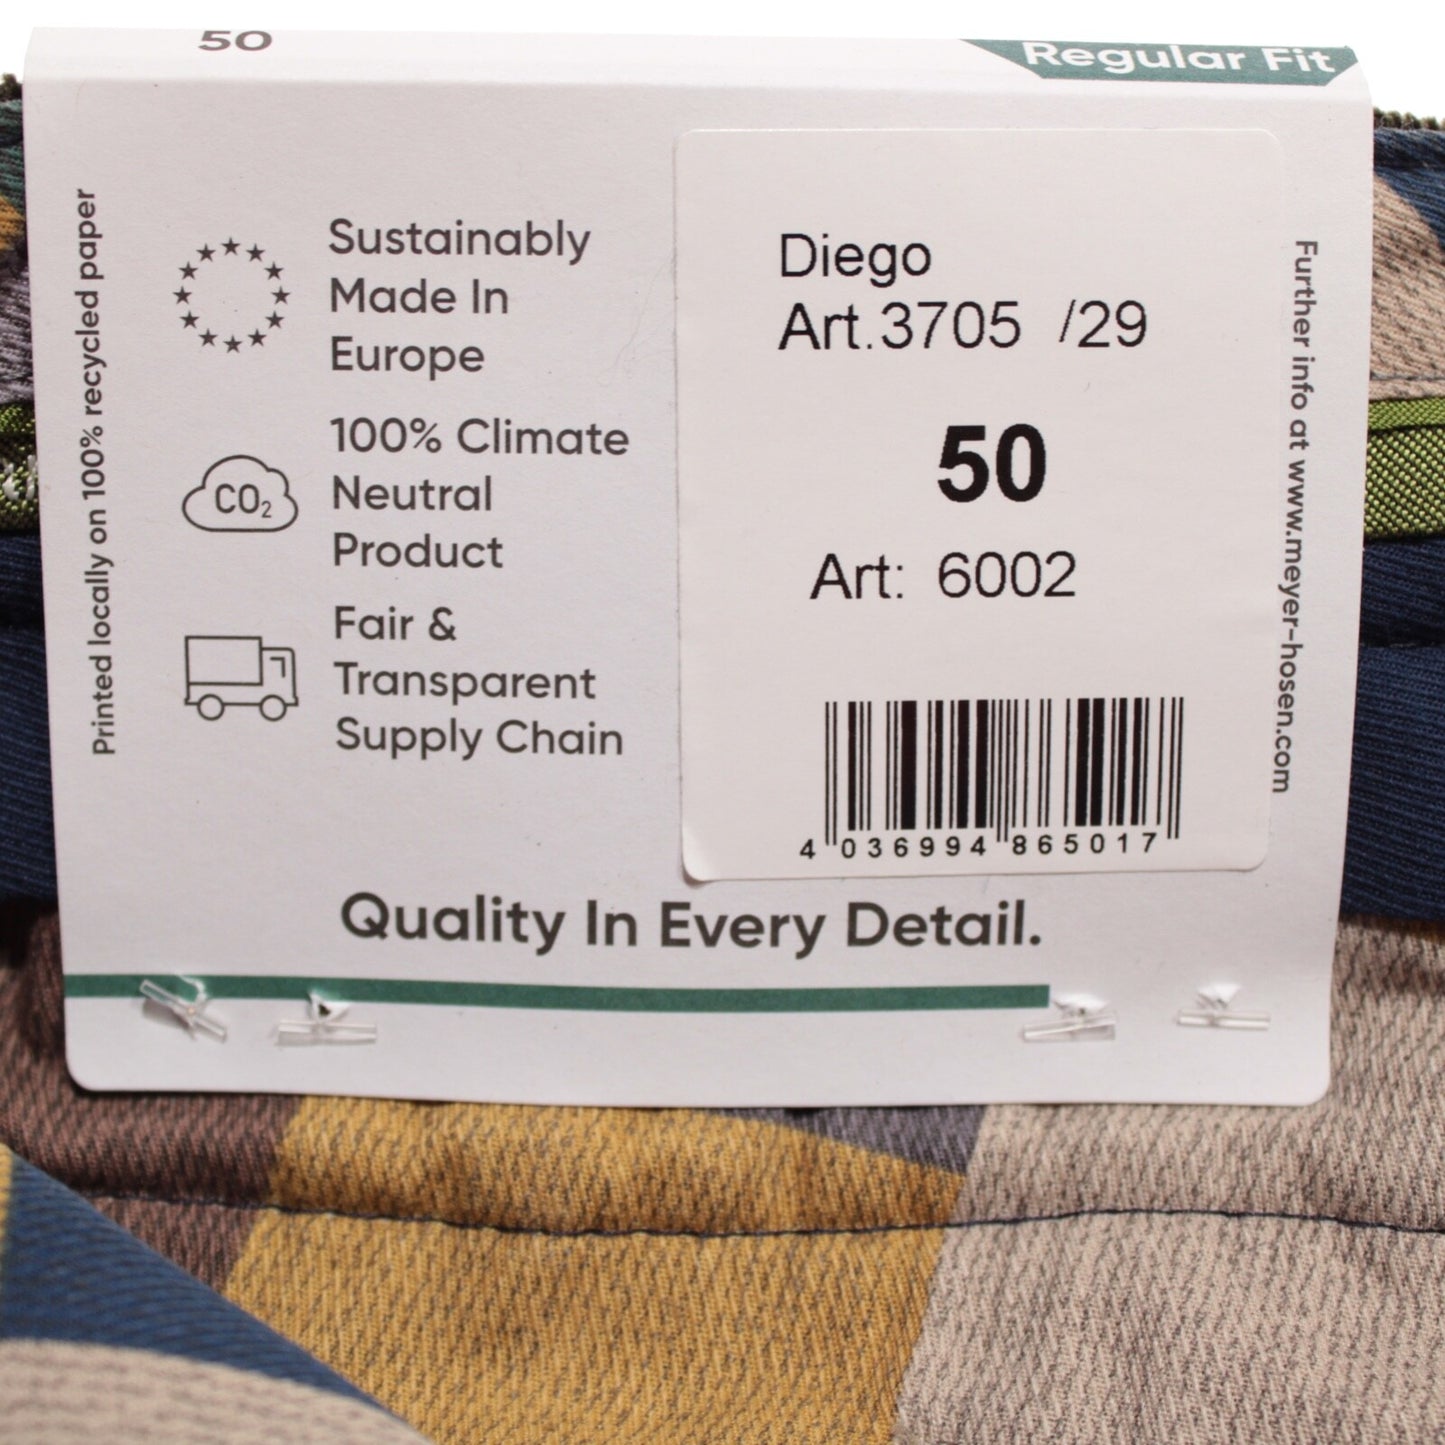 50
Regular Fit
Printed locally on 100% recycled paper
Sustainably
Made In
Europe
CO₂
100% Climate
Neutral
Product
Fair &
Transparent
Supply Chain
Diego
Art.3705 /29
50
Art: 6002
4 036994 865017
Further info at www.meyer-hosen.com
Quality In Every Detail.